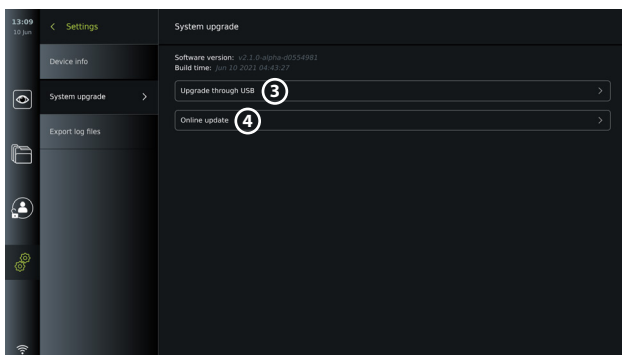 13:09
10 Jun
Settings
System upgrade
Device info
Software version: v2.1.0-alpha-d0554981
Build time: Jun 10 2021 04:43:27
System upgrade
Upgrade through USB 3
Online update 4
Export log files